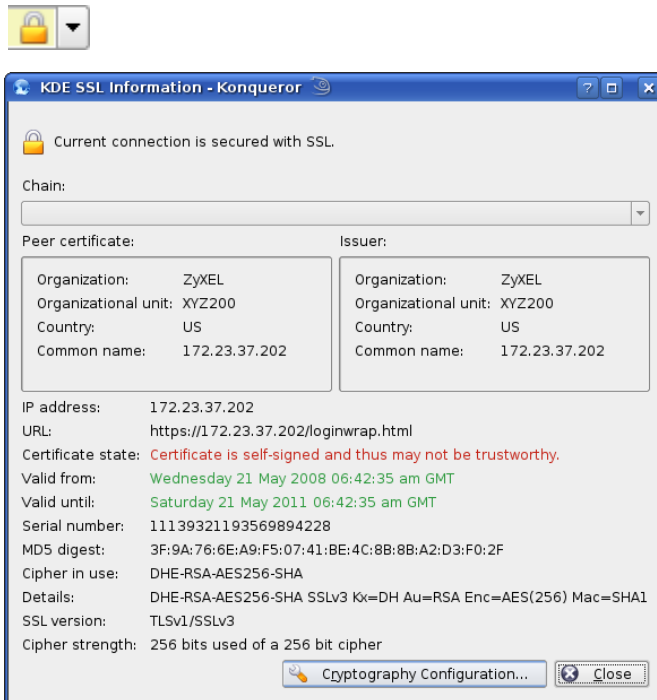 KDE SSL Information - Konqueror
Current connection is secured with SSL.
Chain:
Peer certificate: Issuer:
Organization: ZyXEL Organization: ZyXEL
Organizational unit: XYZ200 Organizational unit: XYZ200
Country: US Country: US
Common name: 172.23.37.202 Common name: 172.23.37.202
IP address: 172.23.37.202
URL: https://172.23.37.202/loginwrap.html
Certificate state: Certificate is self-signed and thus may not be trustworthy.
Valid from: Wednesday 21 May 2008 06:42:35 am GMT
Valid until: Saturday 21 May 2011 06:42:35 am GMT
Serial number: 11139321193569894228
MD5 digest: 3F:9A:76:6E:A9:F5:07:41:BE:4C:8B:8B:A2:D3:F0:2F
Cipher in use: DHE-RSA-AES256-SHA
Details: DHE-RSA-AES256-SHA SSLv3 Kx=DH Au=RSA Enc=AES(256) Mac=SHA1
SSL version: TLSv1/SSLv3
Cipher strength: 256 bits used of a 256 bit cipher
Cryptography Configuration... Close